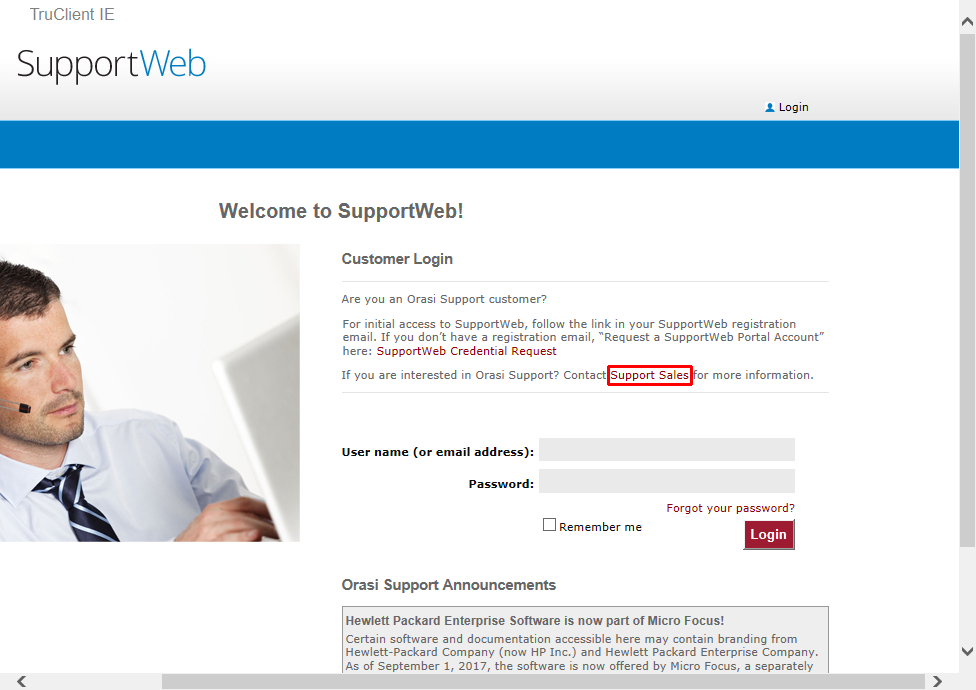 TruClient IE
SupportWeb
Login
Welcome to SupportWeb!
Customer Login
Are you an Orasi Support customer?
For initial access to SupportWeb, follow the link in your SupportWeb registration
email. If you don’t have a registration email, “Request a SupportWeb Portal Account”
here: SupportWeb Credential Request
If you are interested in Orasi Support? Contact Support Sales for more information.
User name (or email address):
Password:
Forgot your password?
Remember me
Login
Orasi Support Announcements
Hewlett Packard Enterprise Software is now part of Micro Focus!
Certain software and documentation accessible here may contain branding from
Hewlett-Packard Company (now HP Inc.) and Hewlett Packard Enterprise Company.
As of September 1, 2017, the software is now offered by Micro Focus, a separately